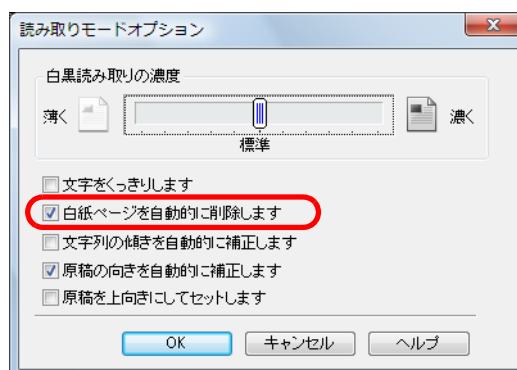 読み取りモードオプション
白黒読み取りの濃度
薄く
濃く
標準
文字をくっきりします
白紙ページを自動的に削除します
文字列の傾きを自動的に補正します
原稿の向きを自動的に補正します
原稿を上向きにしてセットします
OK キャンセル ヘルプ